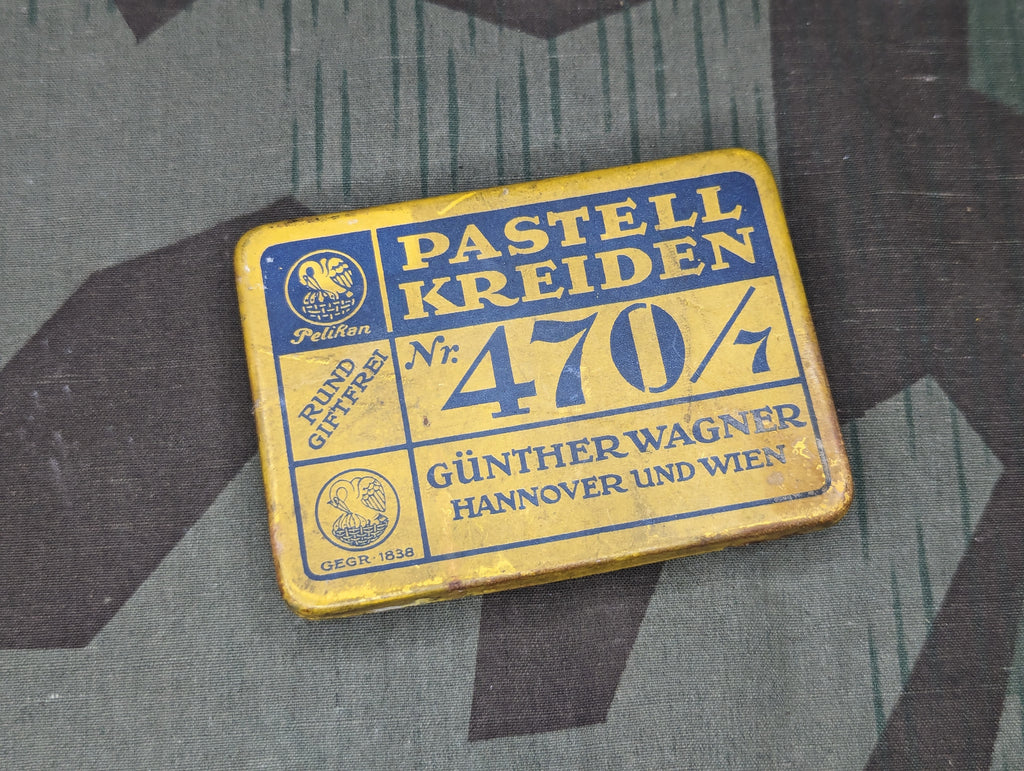 PASTELL
KREIDEN
Pelikan
RUND
GIFTFREI
Nr. 470/7
GÜNTHER WAGNER
HANNOVER UND WIEN
GEGR · 1838